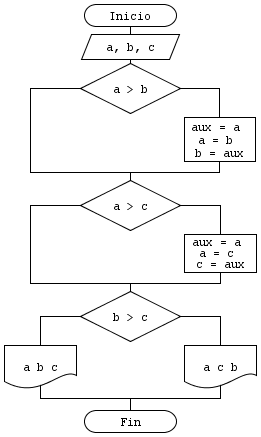 Inicio
a, b, c
a > b
aux = a
a = b
b = aux
a > c
aux = a
a = c
c = aux
b > c
a b c
a c b
Fin